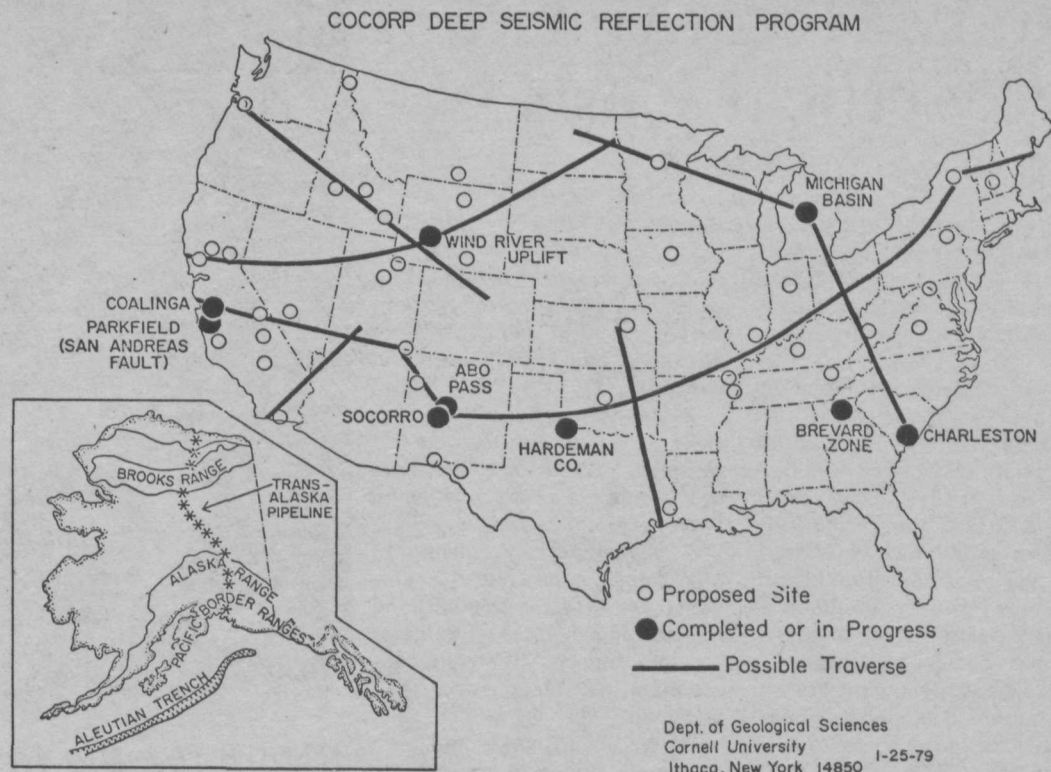 COCORP DEEP SEISMIC REFLECTION PROGRAM
MICHIGAN
BASIN
WIND RIVER
UPLIFT
COALINGA
PARKFIELD
(SAN ANDREAS
FAULT)
ABO
PASS
SOCORRO
HARDEMAN
CO.
BREVARD
ZONE
CHARLESTON
BROOKS RANGE
TRANS-
ALASKA
PIPELINE
ALASKA RANGE
PACIFIC BORDER RANGES
ALEUTIAN TRENCH
Proposed Site
Completed or in Progress
Possible Traverse
Dept. of Geological Sciences
Cornell University
Ithaca, New York 14850 1-25-79